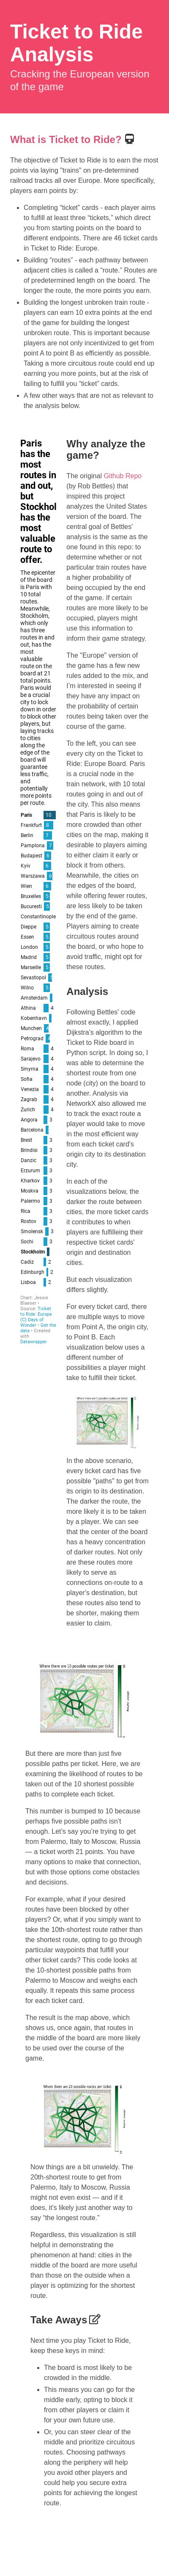 Ticket to Ride
Analysis
Cracking the European version
of the game
What is Ticket to Ride?
The objective of Ticket to Ride is to earn the most
points via laying "trains" on pre-determined
railroad tracks all over Europe. More specifically,
players earn points by:
Completing “ticket” cards - each player aims
to fulfill at least three “tickets,” which direct
you from starting points on the board to
different endpoints. There are 46 ticket cards
in Ticket to Ride: Europe.
Building “routes” - each pathway between
adjacent cities is called a “route.” Routes are
of predetermined length on the board. The
longer the route, the more points you earn.
Building the longest unbroken train route -
players can earn 10 extra points at the end
of the game for building the longest
unbroken route. This is important because
players are not only incentivized to get from
point A to point B as efficiently as possible.
Taking a more circuitous route could end up
earning you more points, but at the risk of
failing to fulfill you “ticket” cards.
A few other ways that are not as relevant to
the analysis below.
Paris
has the
most
routes in
and out,
but
Stockhol
has the
most
valuable
route to
offer.
The epicenter
of the board
is Paris with
10 total
routes.
Meanwhile,
Stockholm,
which only
has three
routes in and
out, has the
most
valuable
route on the
board at 21
total points.
Paris would
be a crucial
city to lock
down in order
to block other
players, but
laying tracks
to cities
along the
edge of the
board will
guarantee
less traffic,
and
potentially
more points
per route.
Paris 10
Frankfurt 8
Berlin 7
Pamplona 7
Budapest 6
Kyiv 6
Warszawa 6
Wien 6
Bruxelles 5
Bucuresti 5
Constantinople
Dieppe 5
Essen 5
London 5
Madrid 5
Marseille 5
Sevastopol
Wilno 5
Amsterdam
Athina 4
Kobenhavn
Munchen
Petrograd
Roma 4
Sarajevo 4
Smyrna 4
Sofia 4
Venezia 4
Zagrab 4
Zurich 4
Angora 3
Barcelona
Brest 3
Brindisi 3
Danzic 3
Erzurum 3
Kharkov 3
Moskva 3
Palermo 3
Rica 3
Rostov 3
Smolensk 3
Sochi 3
Stockholm
Cadiz 2
Edinburgh 2
Lisboa 2
Chart: Jessie
Blaeser •
Source: Ticket
to Ride: Europe
(C) Days of
Wonder • Get the
data • Created
with
Datawrapper
Why analyze the
game?
The original Github Repo
(by Rob Bettles) that
inspired this project
analyzes the United States
version of the board. The
central goal of Bettles'
analysis is the same as the
one found in this repo: to
determine whether or not
particular train routes have
a higher probability of
being occupied by the end
of the game. If certain
routes are more likely to be
occupied, players might
use this information to
inform their game strategy.
The “Europe” version of
the game has a few new
rules added to the mix, and
I'm interested in seeing if
they have any impact on
the probability of certain
routes being taken over the
course of the game.
To the left, you can see
every city on the Ticket to
Ride: Europe Board. Paris
is a crucial node in the
train network, with 10 total
routes going in and out of
the city. This also means
that Paris is likely to be
more crowded than other
cities on the map, making it
desirable to players aiming
to either claim it early or
block it from others.
Meanwhile, the cities on
the edges of the board,
while offering fewer routes,
are less likely to be taken
by the end of the game.
Players pursuing more
circuitous routes around
the board, or who hope to
avoid traffic, might opt for
these routes.
Analysis
Following Bettles' code
almost exactly, I applied
Dijkstra's algorithm to the
Ticket to Ride board in
Python script. In doing so, I
was able to determine the
shortest route from one
node (city) on the board to
another. Analysis via
NetworkX also allowed me
to track the exact route a
player would take to move
in the most efficient way
from each ticket card's
origin city to its destination
city.
In each of the
visualizations below, the
darker the route between
cities, the more ticket cards
it contributes to when
players are fulfilling their
respective ticket cards'
origin and destination
cities.
But each visualization
differs slightly.
For every ticket card, there
are multiple ways to move
from Point A, the origin city,
to Point B. Each
visualization below uses a
different number of
possibilities a player might
take to fulfill their ticket.
In the above scenario,
every ticket card has five
possible "paths" to get from
its origin to its destination.
The darker the route, the
more likely it is to be taken
by a player. We can see
that the center of the board
has a heavy concentration
of darker routes. Not only
are these routes more
likely to serve as
connections on-route to a
player's destination, but
these routes also tend to
be shorter, making them
easier to claim.
But there are more than just five
possible paths per ticket. Here, we are
examining the likelihood of routes to be
taken out of the 10 shortest possible
paths to complete each ticket.
This number is bumped to 10 because
perhaps five possible paths isn't
enough. Let's say you're trying to get
from Palermo, Italy to Moscow, Russia
— a ticket worth 21 points. You have
many options to make that connection,
but with those options come obstacles
and decisions.
For example, what if your desired
routes have been blocked by other
players? Or, what if you simply want to
take the 10th-shortest route rather than
the shortest route, opting to go through
particular waypoints that fulfill your
other ticket cards? This code looks at
the 10-shortest possible paths from
Palermo to Moscow and weighs each
equally. It repeats this same process
for each ticket card.
The result is the map above, which
shows us, once again, that routes in
the middle of the board are more likely
to be used over the course of the
game.
Now things are a bit unwieldy. The
20th-shortest route to get from
Palermo, Italy to Moscow, Russia
might not even exist — and if it
does, it's likely just another way to
say “the longest route.”
Regardless, this visualization is still
helpful in demonstrating the
phenomenon at hand: cities in the
middle of the board are more useful
than those on the outside when a
player is optimizing for the shortest
route.
Take Aways
Next time you play Ticket to Ride,
keep these keys in mind:
The board is most likely to be
crowded in the middle.
This means you can go for the
middle early, opting to block it
from other players or claim it
for your own future use.
Or, you can steer clear of the
middle and prioritize circuitous
routes. Choosing pathways
along the periphery will help
you avoid other players and
could help you secure extra
points for achieving the longest
route.